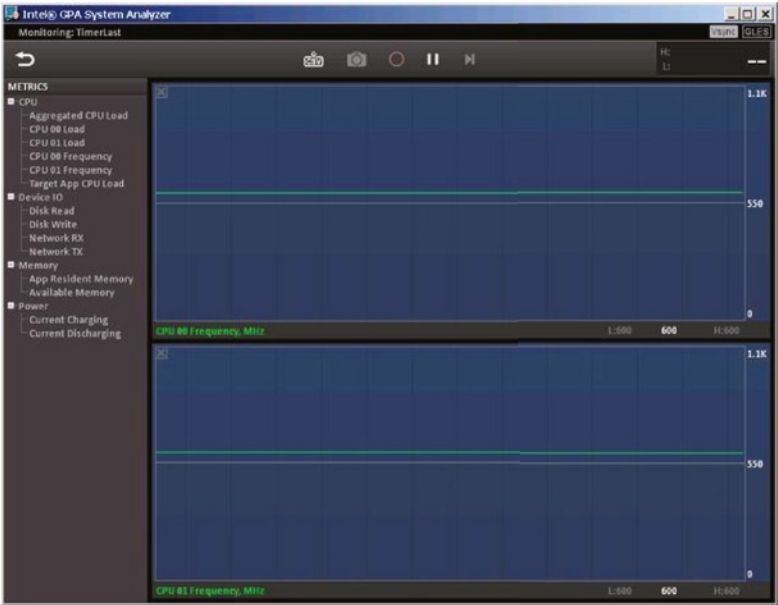 Intel® GPA System Analyzer
Monitoring: TimerLast
Vsync GLES
CSV
H:
L:
--
METRICS
CPU
Aggregated CPU Load
CPU 00 Load
CPU 01 Load
CPU 00 Frequency
CPU 01 Frequency
Target App CPU Load
Device IO
Disk Read
Disk Write
Network RX
Network TX
Memory
App Resident Memory
Available Memory
Power
Current Charging
Current Discharging
1.1K
550
0
CPU 00 Frequency, MHz L:600 600 H:600
1.1K
550
0
CPU 01 Frequency, MHz L:600 600 H:600